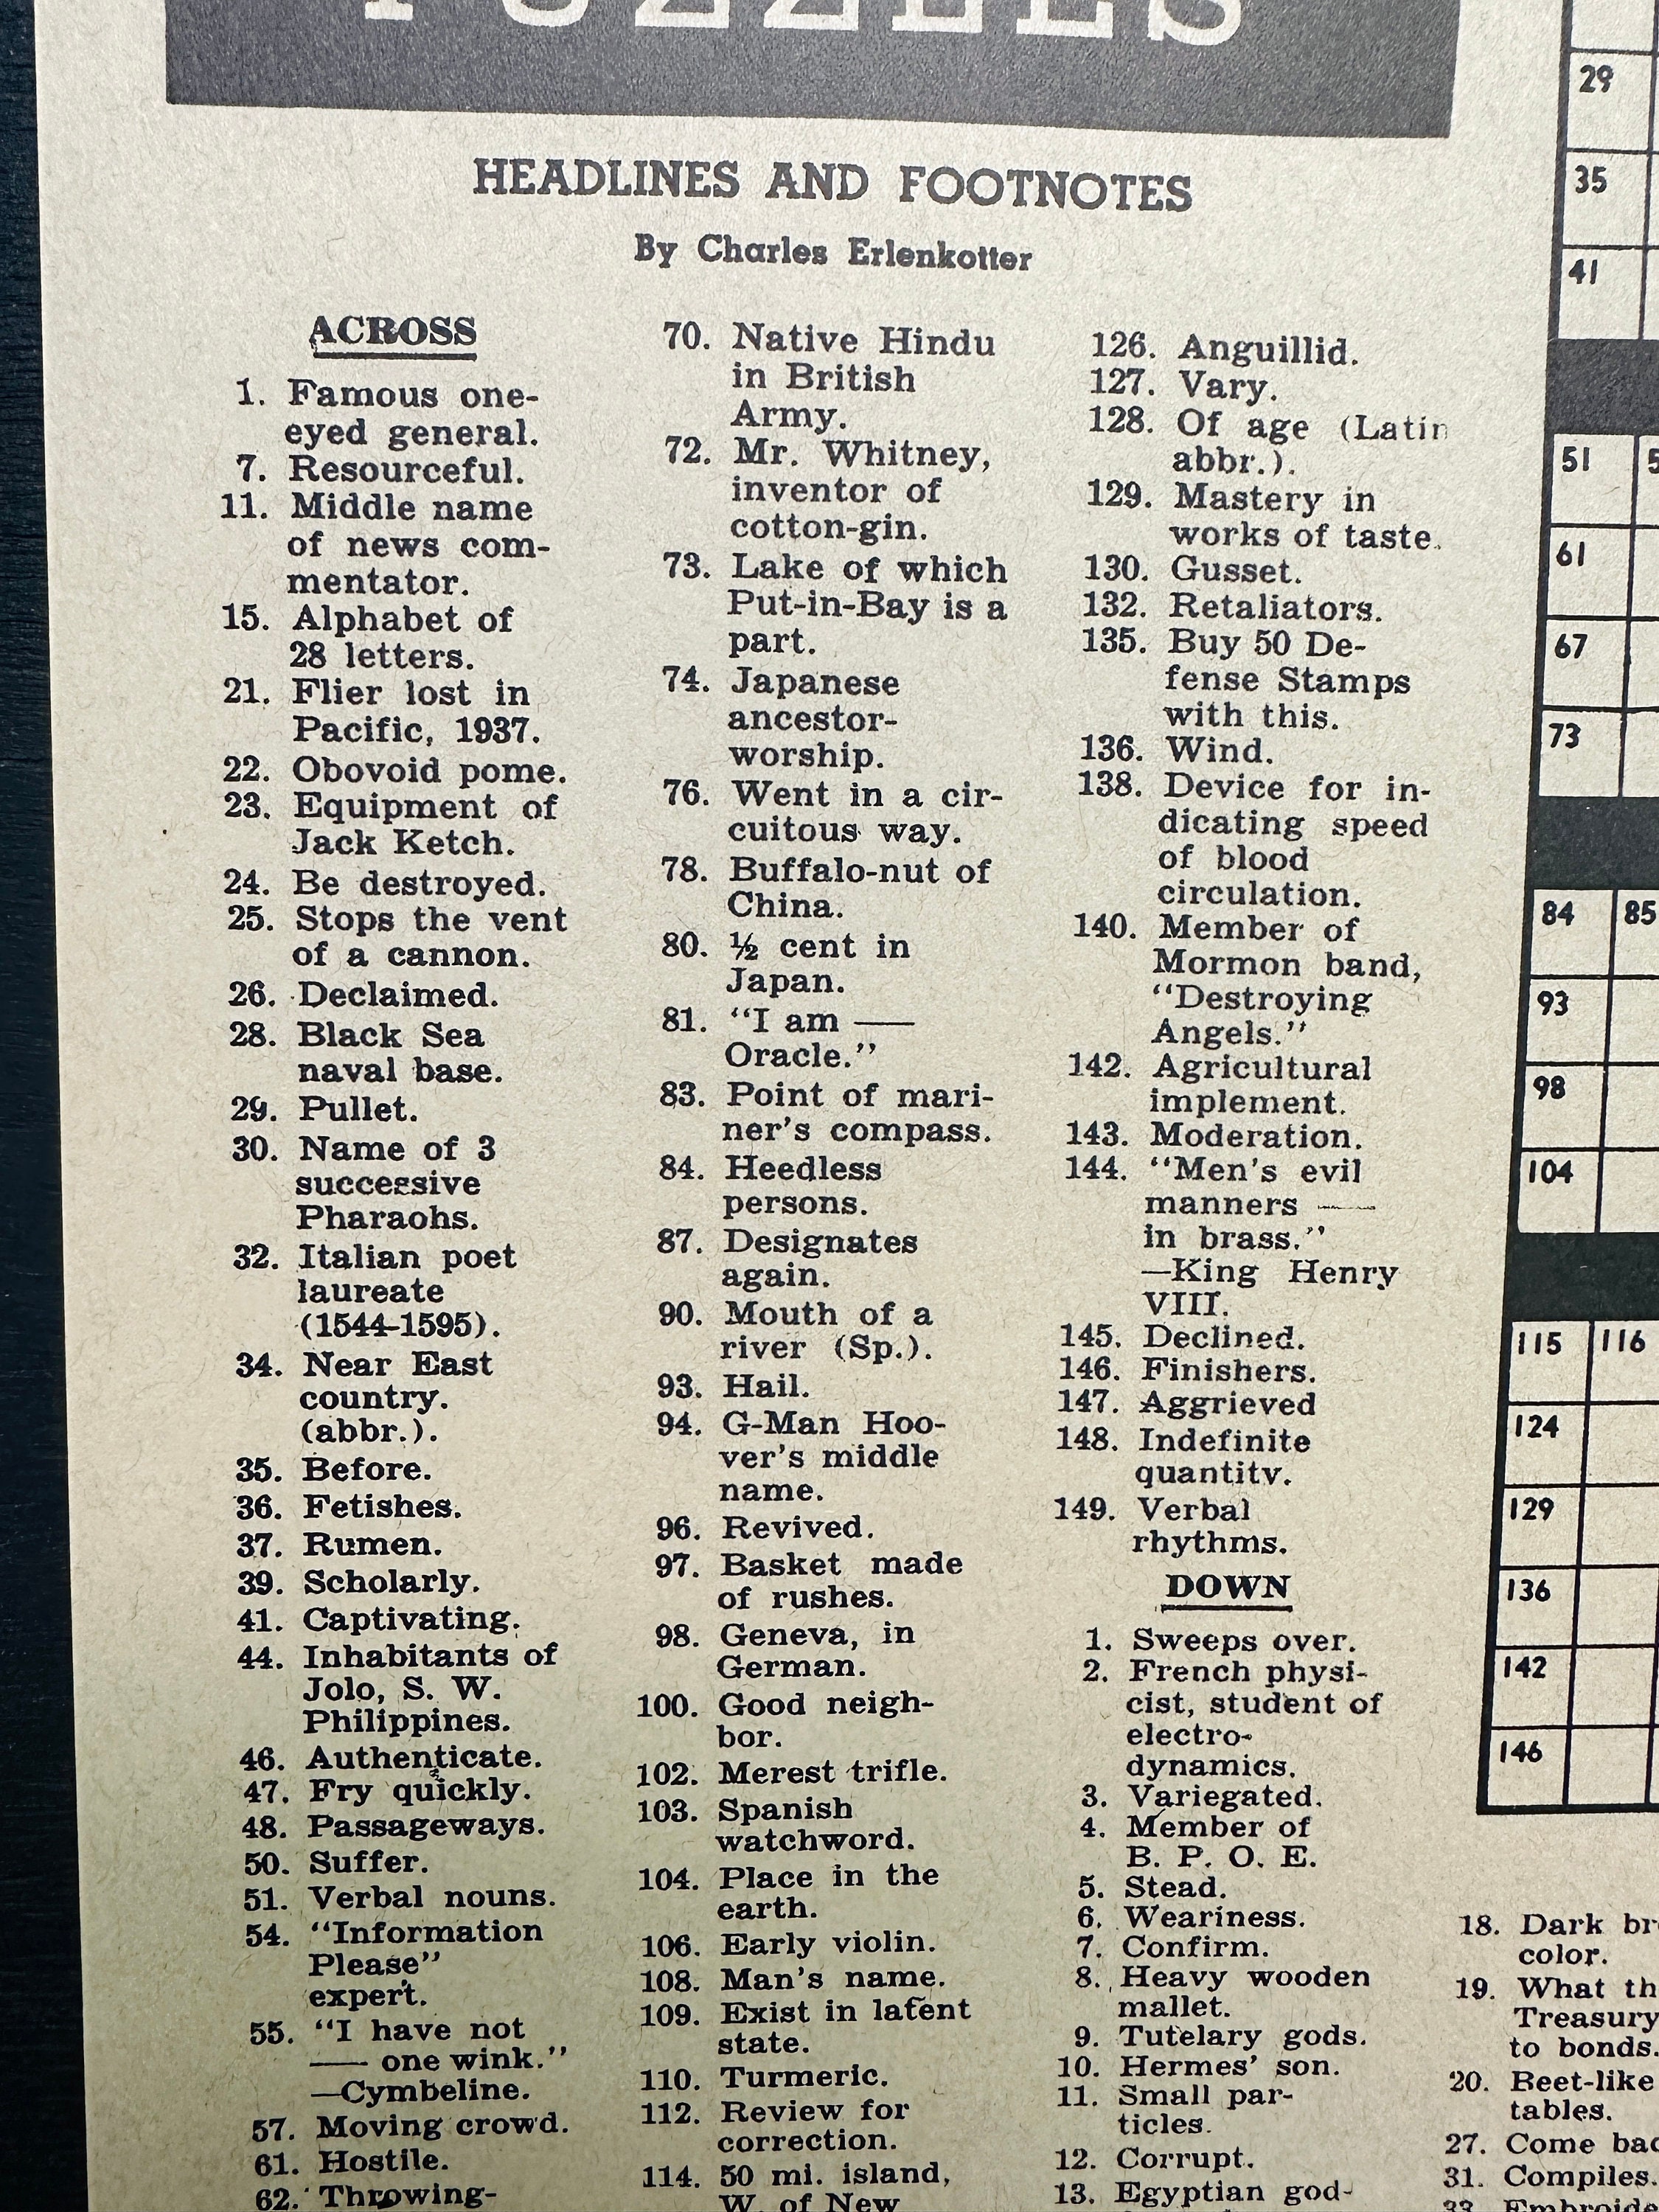 PUZZLES
HEADLINES AND FOOTNOTES
By Charles Erlenkotter
ACROSS
1. Famous one-
eyed general.
7. Resourceful.
11. Middle name
of news com-
mentator.
15. Alphabet of
28 letters.
21. Flier lost in
Pacific, 1937.
22. Obovoid pome.
23. Equipment of
Jack Ketch.
24. Be destroyed.
25. Stops the vent
of a cannon.
26. Declaimed.
28. Black Sea
naval base.
29. Pullet.
30. Name of 3
successive
Pharaohs.
32. Italian poet
laureate
(1544-1595).
34. Near East
country.
(abbr.).
35. Before.
36. Fetishes.
37. Rumen.
39. Scholarly.
41. Captivating.
44. Inhabitants of
Jolo, S. W.
Philippines.
46. Authenticate.
47. Fry quickly.
48. Passageways.
50. Suffer.
51. Verbal nouns.
54. "Information
Please"
expert.
55. "I have not
—— one wink."
—Cymbeline.
57. Moving crowd.
61. Hostile.
62. Throwing-
70. Native Hindu
in British
Army.
72. Mr. Whitney,
inventor of
cotton-gin.
73. Lake of which
Put-in-Bay is a
part.
74. Japanese
ancestor-
worship.
76. Went in a cir-
cuitous way.
78. Buffalo-nut of
China.
80. ½ cent in
Japan.
81. "I am ——
Oracle."
83. Point of mari-
ner's compass.
84. Heedless
persons.
87. Designates
again.
90. Mouth of a
river (Sp.).
93. Hail.
94. G-Man Hoo-
ver's middle
name.
96. Revived.
97. Basket made
of rushes.
98. Geneva, in
German.
100. Good neigh-
bor.
102. Merest trifle.
103. Spanish
watchword.
104. Place in the
earth.
106. Early violin.
108. Man's name.
109. Exist in latent
state.
110. Turmeric.
112. Review for
correction.
114. 50 mi. island,
W. of New
126. Anguillid.
127. Vary.
128. Of age (Latin
abbr.).
129. Mastery in
works of taste.
130. Gusset.
132. Retaliators.
135. Buy 50 De-
fense Stamps
with this.
136. Wind.
138. Device for in-
dicating speed
of blood
circulation.
140. Member of
Mormon band,
"Destroying
Angels."
142. Agricultural
implement.
143. Moderation.
144. "Men's evil
manners ——
in brass."
—King Henry
VIII.
145. Declined.
146. Finishers.
147. Aggrieved
148. Indefinite
quantity.
149. Verbal
rhythms.
DOWN
1. Sweeps over.
2. French physi-
cist, student of
electro-
dynamics.
3. Variegated.
4. Member of
B. P. O. E.
5. Stead.
6. Weariness.
7. Confirm.
8. Heavy wooden
mallet.
9. Tutelary gods.
10. Hermes' son.
11. Small par-
ticles.
12. Corrupt.
13. Egyptian god-
29
35
41
51
61
67
73
84 85
93
98
104
115 116
124
129
136
142
146
18. Dark
color.
19. What
Treasury
to bonds.
20. Beet-like
tables.
27. Come
31. Compiles.
33.